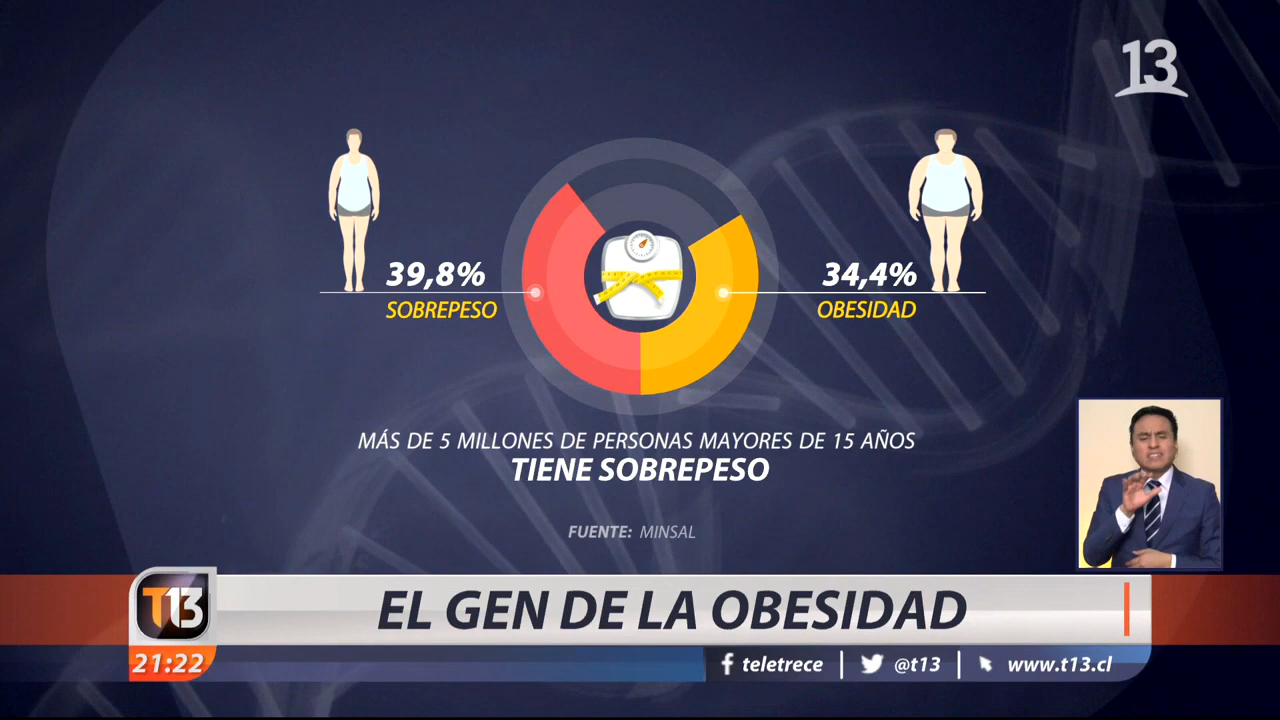 13
39,8%
SOBREPESO
34,4%
OBESIDAD
MÁS DE 5 MILLONES DE PERSONAS MAYORES DE 15 AÑOS
TIENE SOBREPESO
FUENTE: MINSAL
T13
EL GEN DE LA OBESIDAD
21:22
teletrece
@t13
www.t13.cl